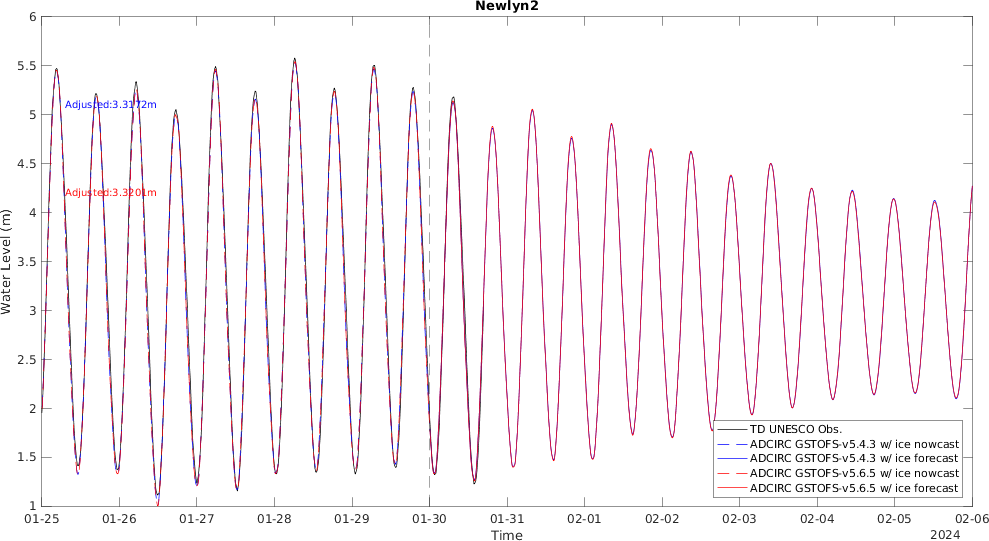 Newlyn2
6
5.5
5
4.5
4
3.5
3
2.5
2
1.5
1
Water Level (m)
Adjusted:3.3172m
Adjusted:3.3201m
TD UNESCO Obs.
ADCIRC GSTOFS-v5.4.3 w/ ice nowcast
ADCIRC GSTOFS-v5.4.3 w/ ice forecast
ADCIRC GSTOFS-v5.6.5 w/ ice nowcast
ADCIRC GSTOFS-v5.6.5 w/ ice forecast
01-25 01-26 01-27 01-28 01-29 01-30 01-31 02-01 02-02 02-03 02-04 02-05 02-06
Time
2024